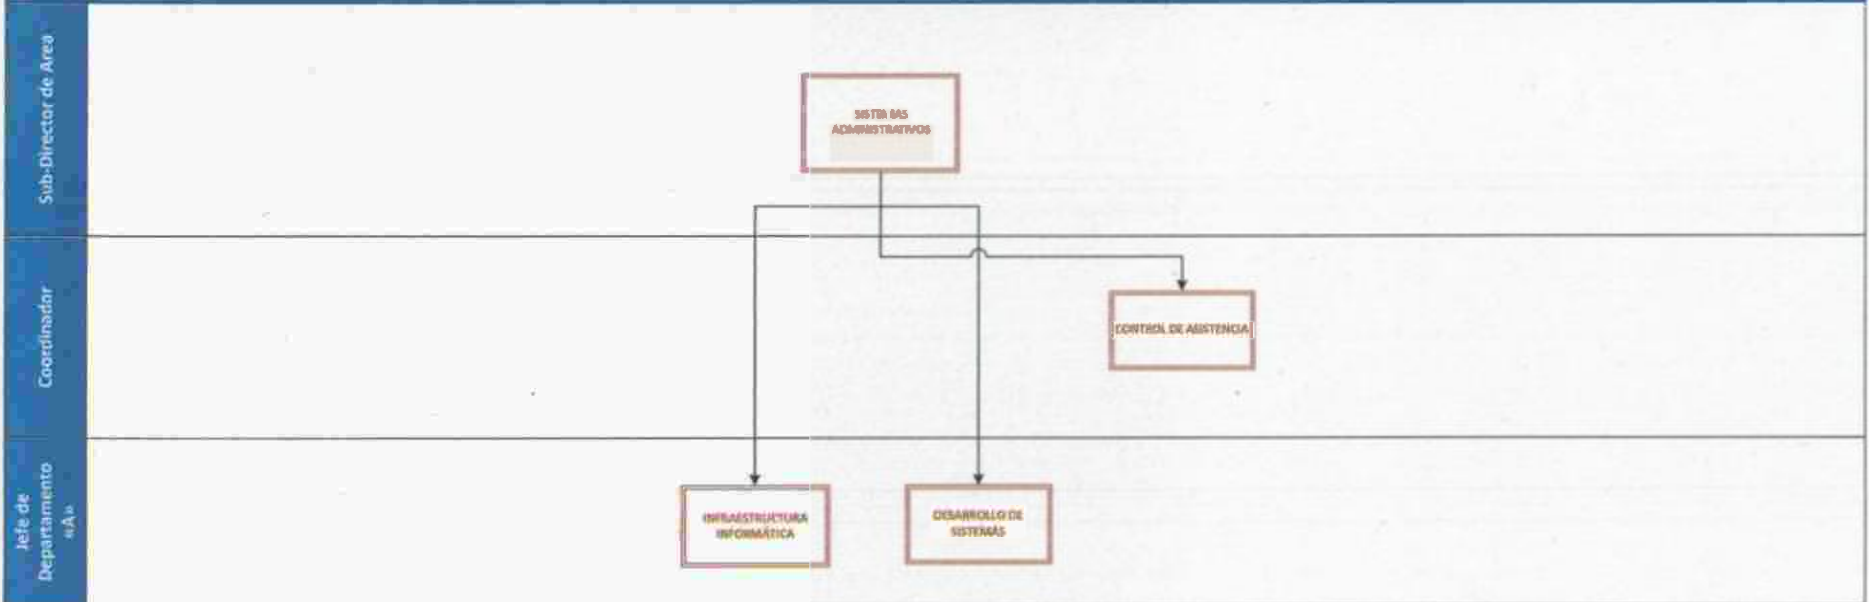 Sub-Director de Area
SISTEMAS
ADMINISTRATIVOS
Coordinador
CONTROL DE ASISTENCIA
Jefe de
Departamento
«A»
INFRAESTRUCTURA
INFORMÁTICA
DESARROLLO DE
SISTEMAS